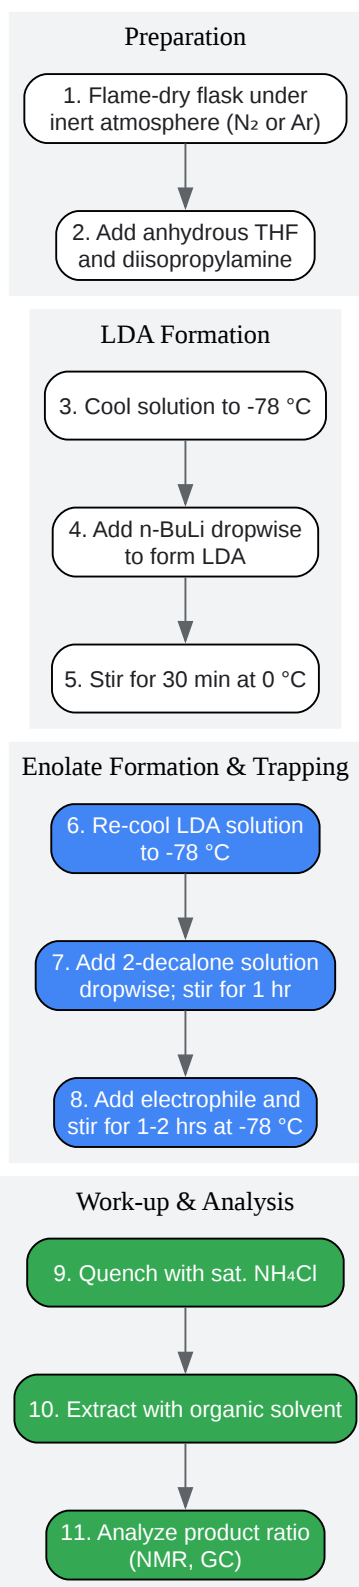 Preparation
1. Flame-dry flask under
inert atmosphere (N₂ or Ar)
2. Add anhydrous THF
and diisopropylamine
LDA Formation
3. Cool solution to -78 °C
4. Add n-BuLi dropwise
to form LDA
5. Stir for 30 min at 0 °C
Enolate Formation & Trapping
6. Re-cool LDA solution
to -78 °C
7. Add 2-decalone solution
dropwise; stir for 1 hr
8. Add electrophile and
stir for 1-2 hrs at -78 °C
Work-up & Analysis
9. Quench with sat. NH₄Cl
10. Extract with organic solvent
11. Analyze product ratio
(NMR, GC)